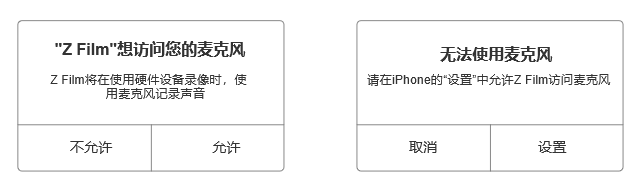 "Z Film"想访问您的麦克风
Z Film将在使用硬件设备录像时，使
用麦克风记录声音
不允许
允许
无法使用麦克风
请在iPhone的“设置”中允许Z Film访问麦克风
取消
设置